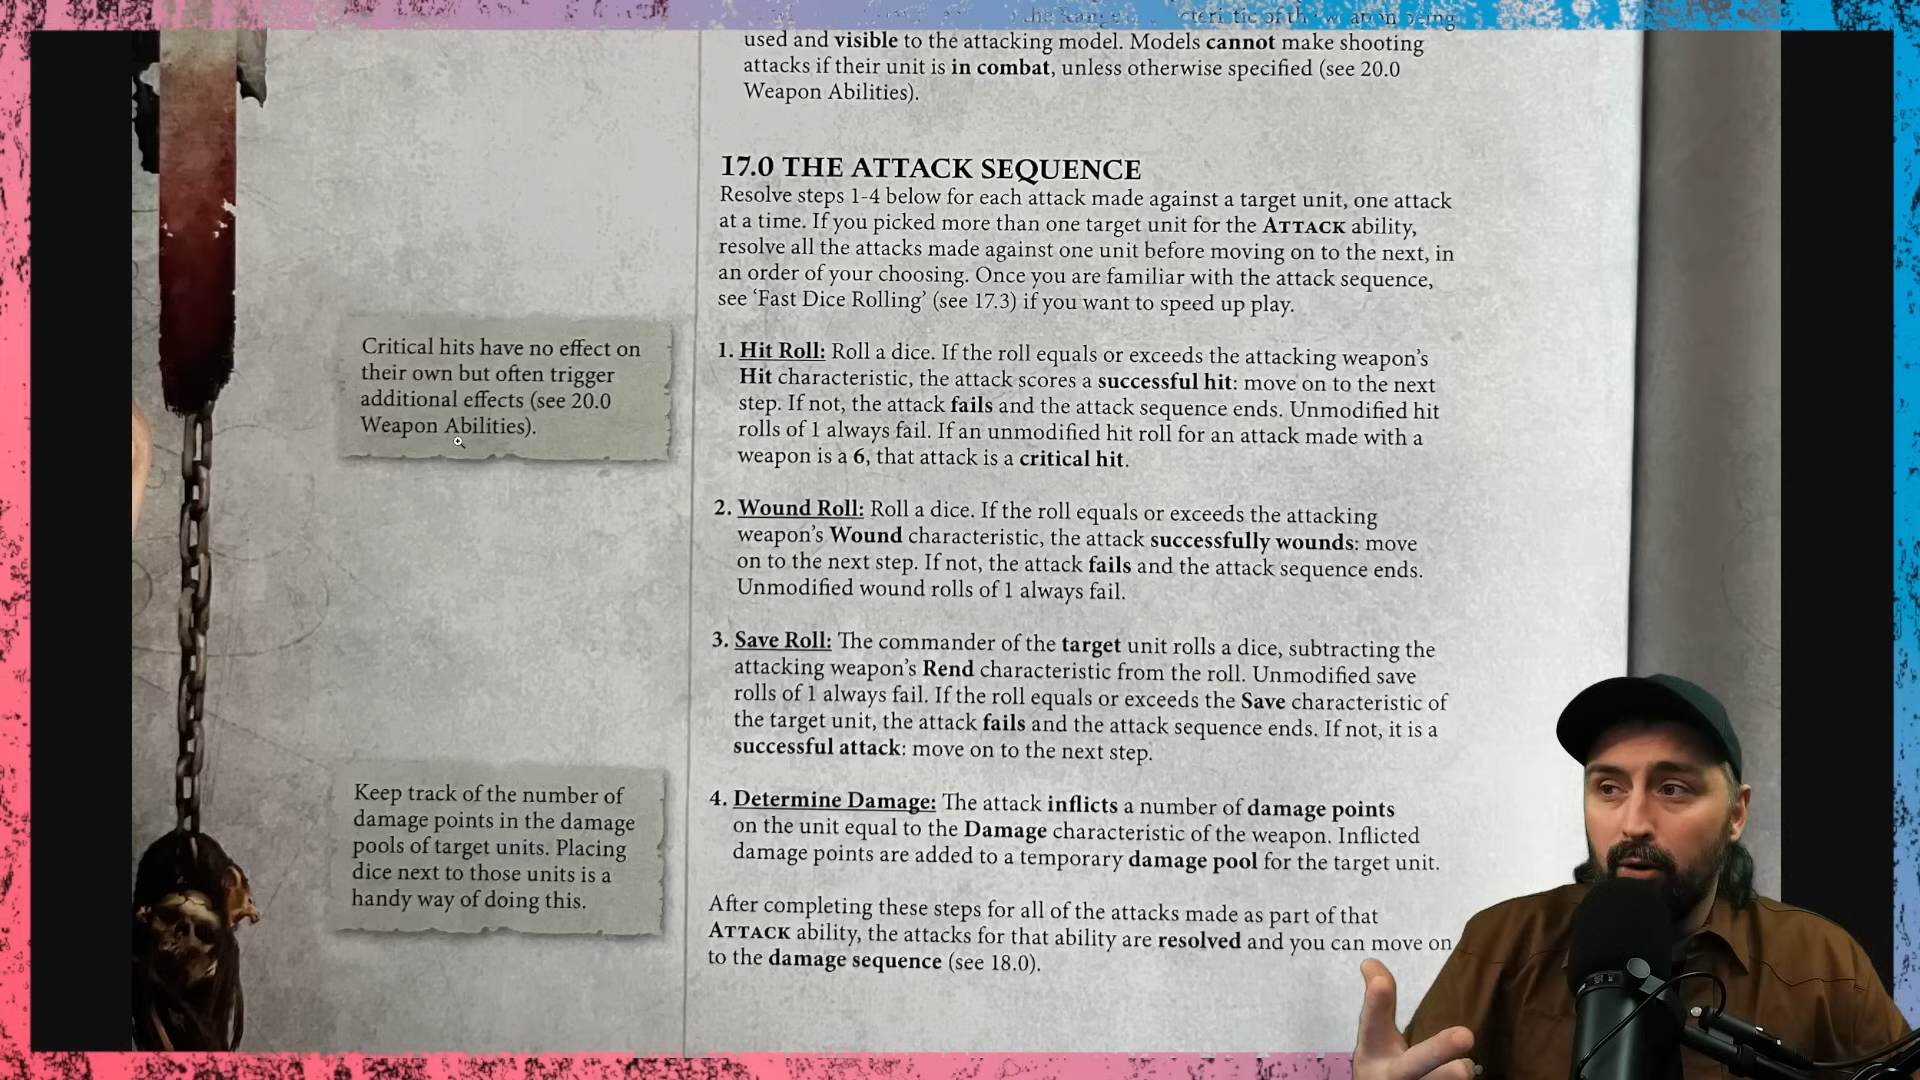 used and visible to the attacking model. Models cannot make shooting
attacks if their unit is in combat, unless otherwise specified (see 20.0
Weapon Abilities).
17.0 THE ATTACK SEQUENCE
Resolve steps 1-4 below for each attack made against a target unit, one attack
at a time. If you picked more than one target unit for the ATTACK ability,
resolve all the attacks made against one unit before moving on to the next, in
an order of your choosing. Once you are familiar with the attack sequence,
see ‘Fast Dice Rolling’ (see 17.3) if you want to speed up play.
Critical hits have no effect on
their own but often trigger
additional effects (see 20.0
Weapon Abilities).
1. Hit Roll: Roll a dice. If the roll equals or exceeds the attacking weapon’s
Hit characteristic, the attack scores a successful hit: move on to the next
step. If not, the attack fails and the attack sequence ends. Unmodified hit
rolls of 1 always fail. If an unmodified hit roll for an attack made with a
weapon is a 6, that attack is a critical hit.
2. Wound Roll: Roll a dice. If the roll equals or exceeds the attacking
weapon’s Wound characteristic, the attack successfully wounds: move
on to the next step. If not, the attack fails and the attack sequence ends.
Unmodified wound rolls of 1 always fail.
3. Save Roll: The commander of the target unit rolls a dice, subtracting the
attacking weapon’s Rend characteristic from the roll. Unmodified save
rolls of 1 always fail. If the roll equals or exceeds the Save characteristic of
the target unit, the attack fails and the attack sequence ends. If not, it is a
successful attack: move on to the next step.
Keep track of the number of
damage points in the damage
pools of target units. Placing
dice next to those units is a
handy way of doing this.
4. Determine Damage: The attack inflicts a number of damage points
on the unit equal to the Damage characteristic of the weapon. Inflicted
damage points are added to a temporary damage pool for the target unit.
After completing these steps for all of the attacks made as part of that
ATTACK ability, the attacks for that ability are resolved and you can move on
to the damage sequence (see 18.0).